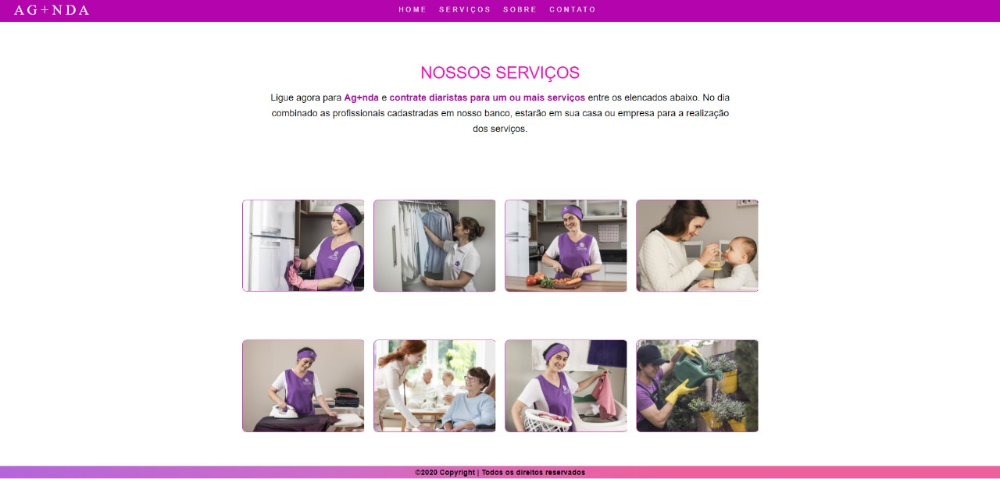 AG+NDA
HOME SERVIÇOS SOBRE CONTATO
NOSSOS SERVIÇOS
Ligue agora para Ag+nda e contrate diaristas para um ou mais serviços entre os elencados abaixo. No dia
combinado as profissionais cadastradas em nosso banco, estarão em sua casa ou empresa para a realização
dos serviços.
©2020 Copyright | Todos os direitos reservados